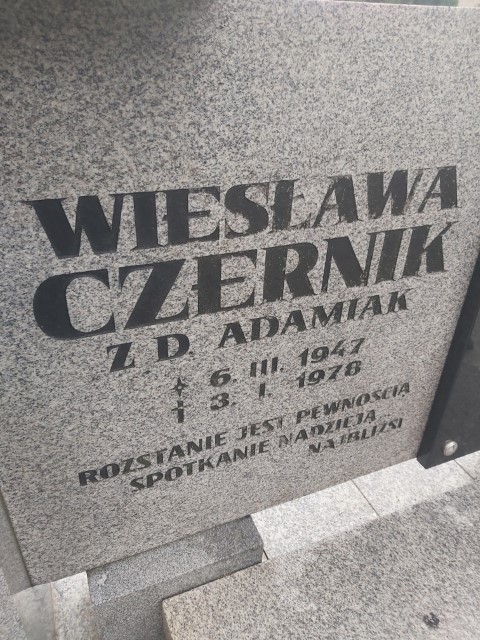 WIESŁAWA
CZERNIK
Z D. ADAMIAK
6. III. 1947
3. I. 1978
ROZSTANIE JEST PEWNOŚCIĄ
SPOTKANIE NADZIEJĄ
NAJBLIŻSI